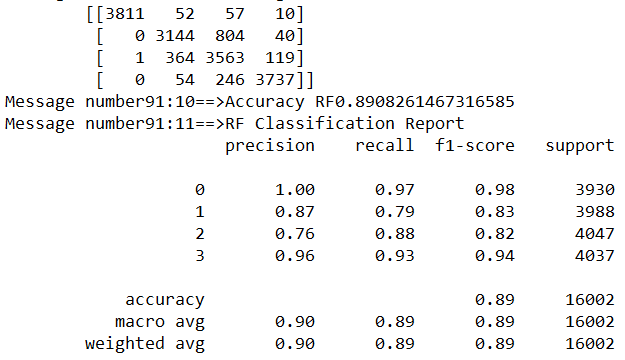 [[3811 52 57 10]
[ 0 3144 804 40]
[ 1 364 3563 119]
[ 0 54 246 3737]]
Message number91:10==>Accuracy RF0.8908261467316585
Message number91:11==>RF Classification Report
precision recall f1-score support
0 1.00 0.97 0.98 3930
1 0.87 0.79 0.83 3988
2 0.76 0.88 0.82 4047
3 0.96 0.93 0.94 4037
accuracy 0.89 16002
macro avg 0.90 0.89 0.89 16002
weighted avg 0.90 0.89 0.89 16002